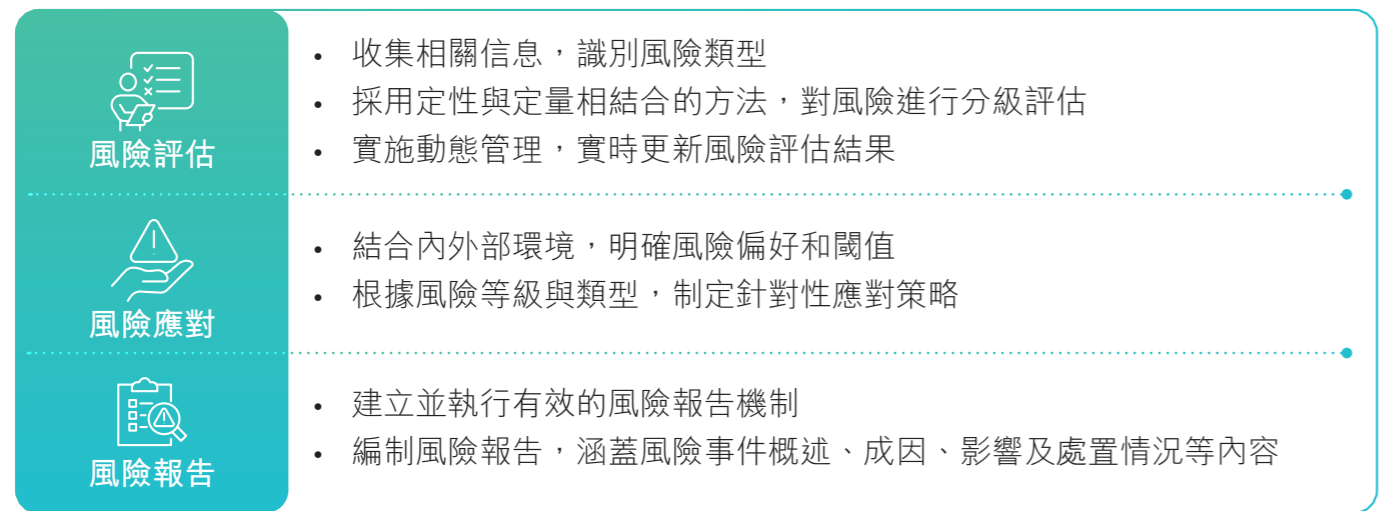 風險評估
• 收集相關信息，識別風險類型
• 採用定性與定量相結合的方法，對風險進行分級評估
• 實施動態管理，實時更新風險評估結果
風險應對
• 結合內外部環境，明確風險偏好和閾值
• 根據風險等級與類型，制定針對性應對策略
風險報告
• 建立並執行有效的風險報告機制
• 編制風險報告，涵蓋風險事件概述、成因、影響及處置情況等內容